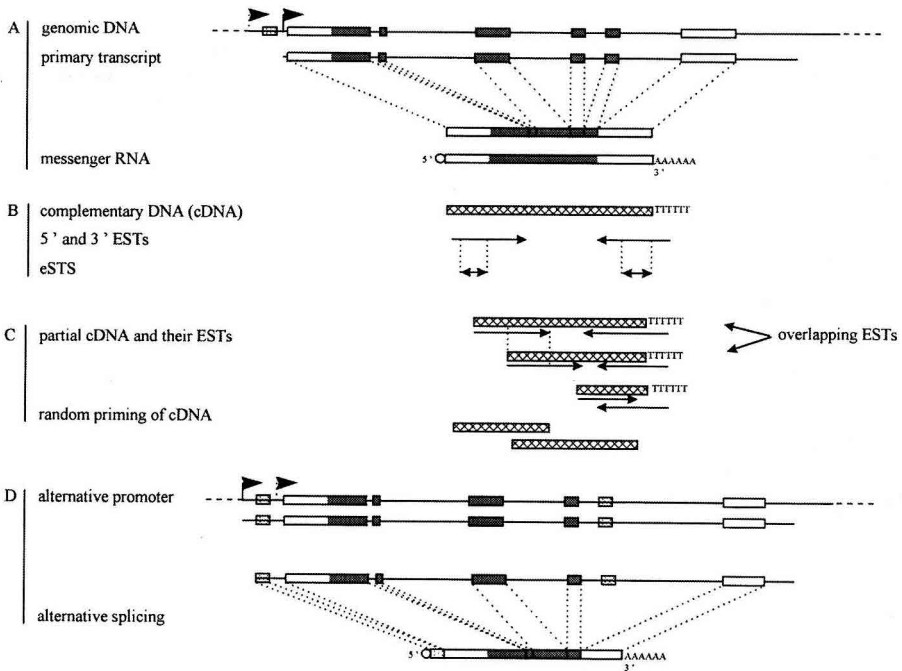 A
genomic DNA
primary transcript
messenger RNA
5'
AAAAAA
3'
B
complementary DNA (cDNA)
TTTTTT
5' and 3' ESTs
eSTS
C
partial cDNA and their ESTs
TTTTTT
overlapping ESTs
TTTTTT
TTTTTT
random priming of cDNA
D
alternative promoter
alternative splicing
5'
AAAAAA
3'